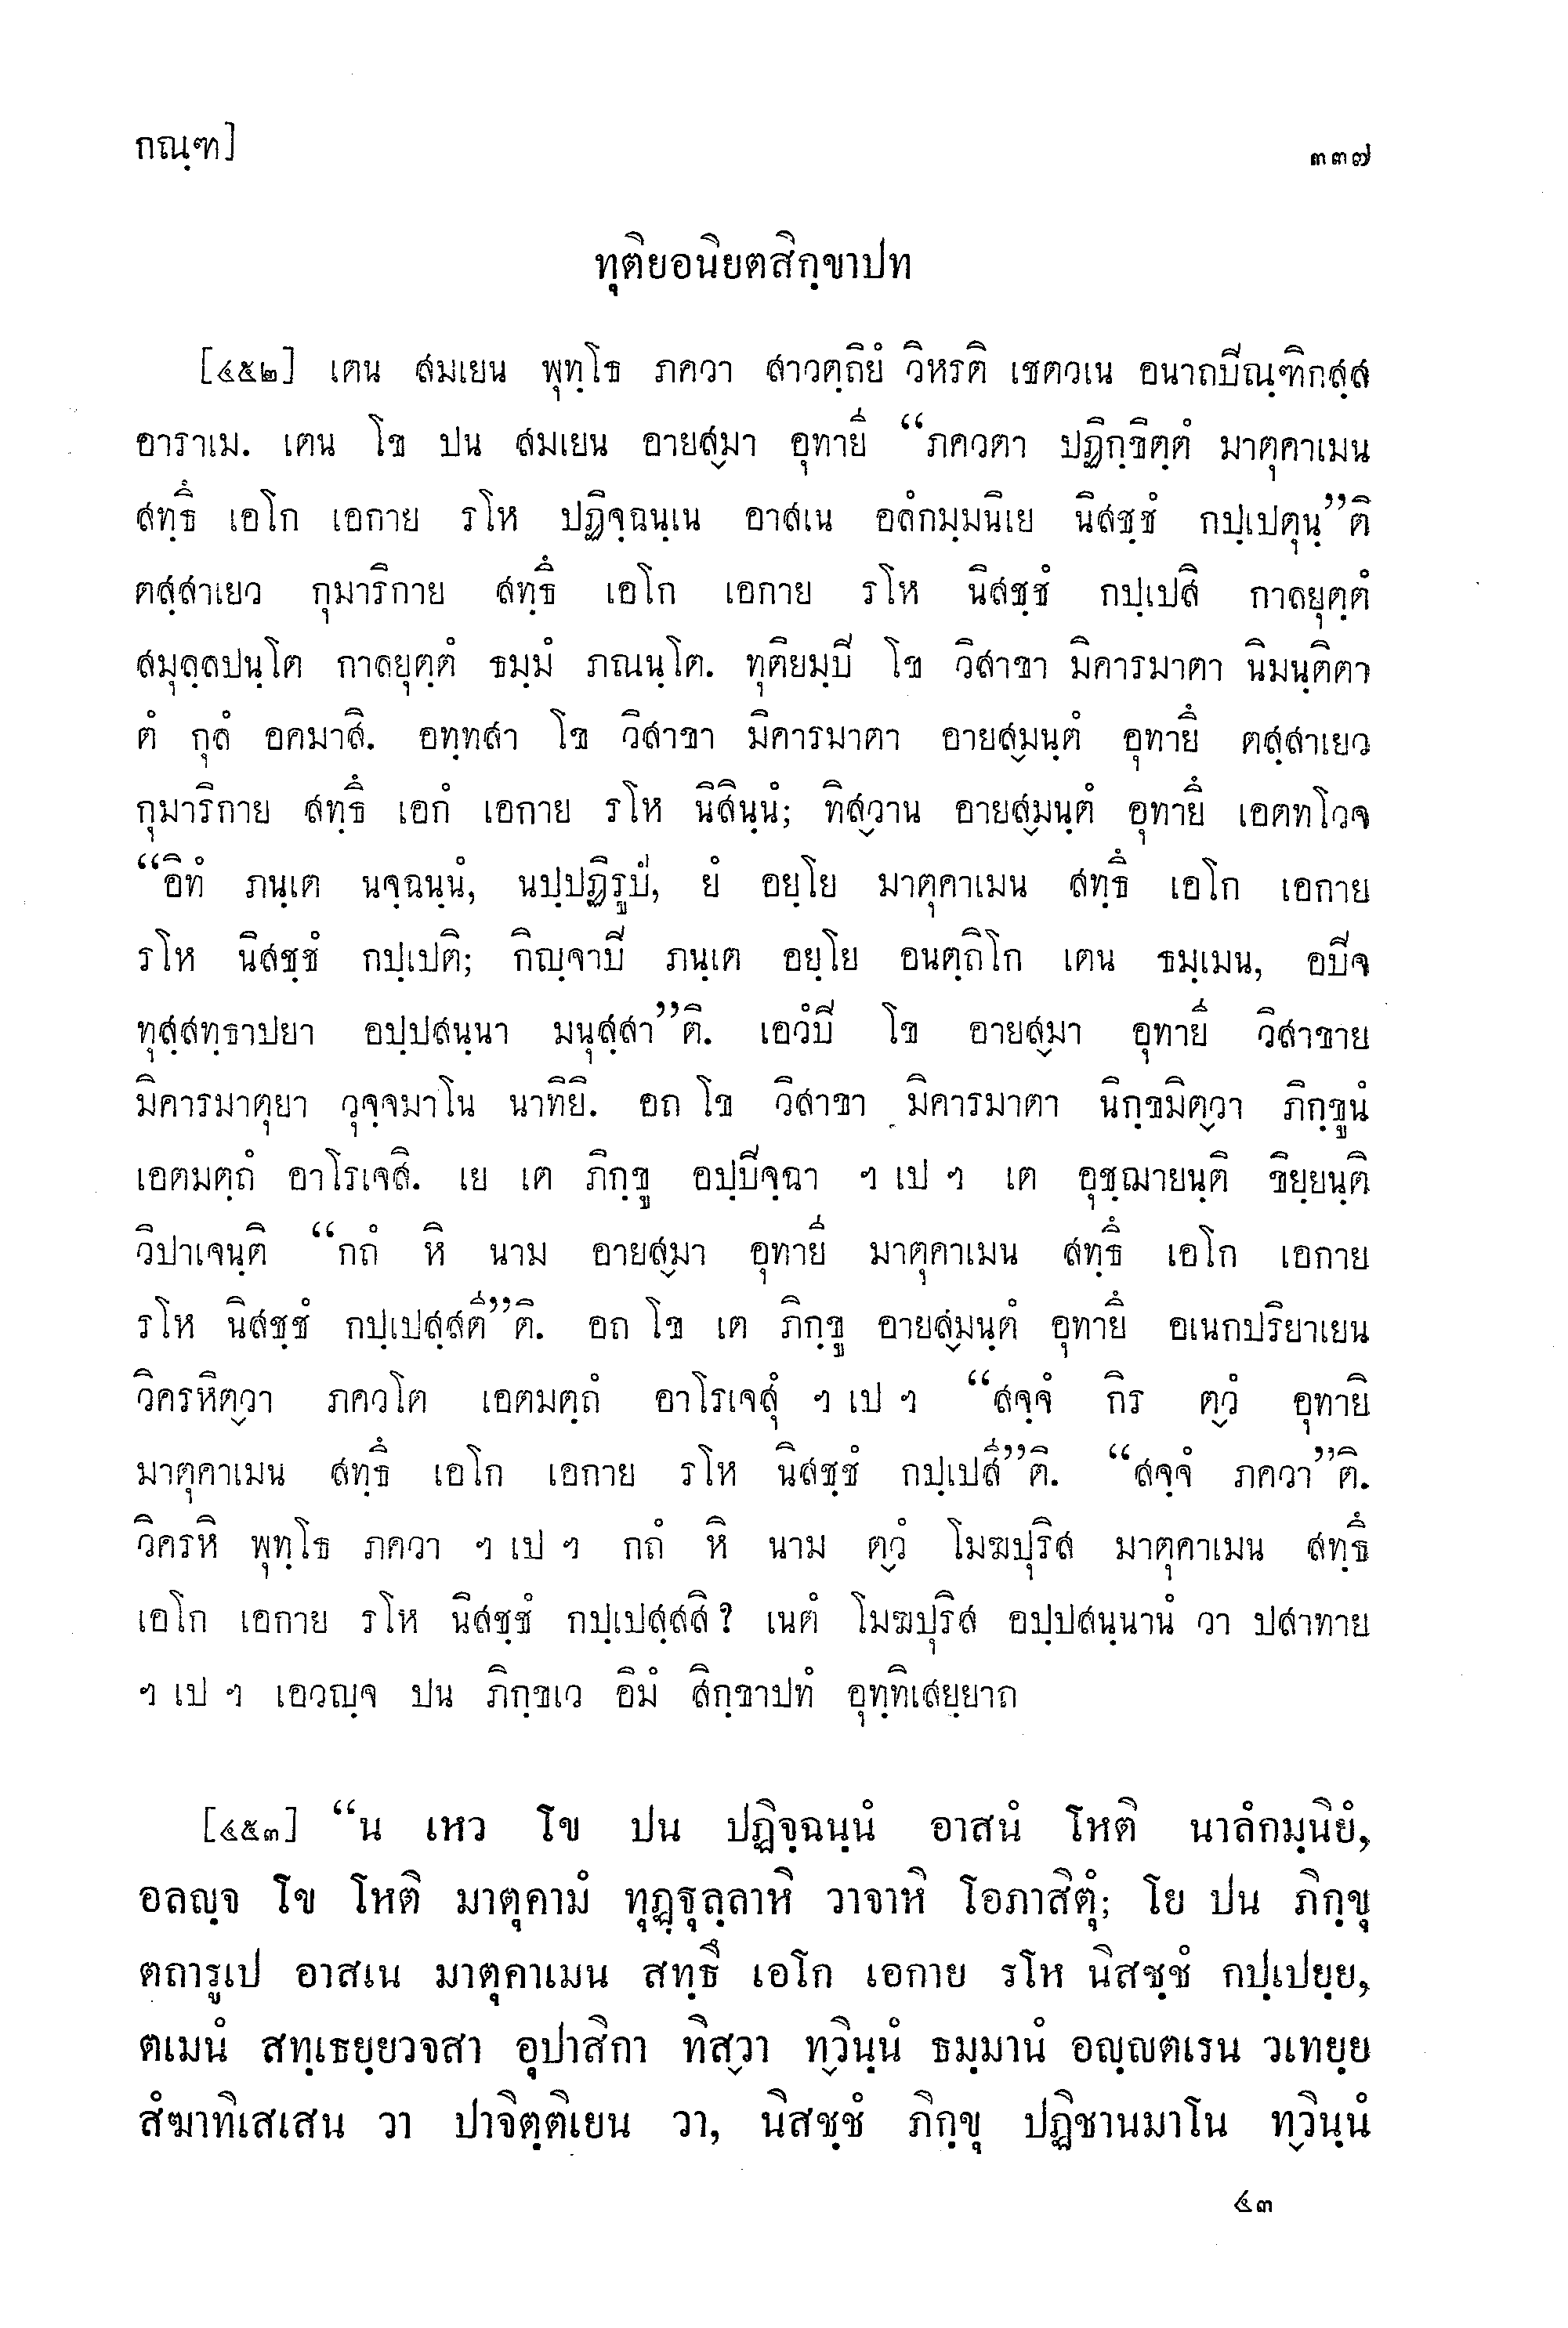 กณฺฑ]
๓๓๗
ทุติยอนิยตสิกฺขาปท
[๔๕๒] เตน สมเยน พุทฺโธ ภควา สาวตฺถิยํ วิหรติ เชตวเน อนาถปิณฺฑิกสฺส
อาราเม. เตน โข ปน สมเยน อายสฺมา อุทายี “ภควตา ปฏิกฺขิตฺตํ มาตุคาเมน
สทฺธึ เอโก เอกาย รโห ปฏิจฺฉนฺเน อาสเน อลํกมฺมนิเย นิสชฺชํ กปฺเปตุนฺ”ติ
ตสฺสาเยว กุมาริกาย สทฺธึ เอโก เอกาย รโห นิสชฺชํ กปฺเปสิ กาลยุตฺตํ
สมุลฺลปนฺโต กาลยุตฺตํ ธมฺมํ ภณนฺโต. ทุติยมฺปิ โข วิสาขา มิคารมาตา นิมนฺติตา
ตํ กุลํ อคมาสิ. อทฺทสา โข วิสาขา มิคารมาตา อายสฺมนฺตํ อุทายึ ตสฺสาเยว
กุมาริกาย สทฺธึ เอกํ เอกาย รโห นิสินฺนํ; ทิสฺวาน อายสฺมนฺตํ อุทายึ เอตทโวจ
“อิทํ ภนฺเต นจฺฉนฺนํ, นปฺปฏิรูปํ, ยํ อยฺโย มาตุคาเมน สทฺธึ เอโก เอกาย
รโห นิสชฺชํ กปฺเปติ; กิญฺจาปิ ภนฺเต อยฺโย อนตฺถิโก เตน ธมฺเมน, อปิจ
ทุสฺสทฺธาปยา อปฺปสนฺนา มนุสฺสา”ติ. เอวํปิ โข อายสฺมา อุทายี วิสาขาย
มิคารมาตุยา วุจฺจมาโน นาทิยิ. อถ โข วิสาขา มิคารมาตา นิกฺขมิตฺวา ภิกฺขูนํ
เอตมตฺถํ อาโรเจสิ. เย เต ภิกฺขู อปฺปิจฺฉา ฯ เป ฯ เต อุชฺฌายนฺติ ขิยฺยนฺติ
วิปาเจนฺติ “กถํ หิ นาม อายสฺมา อุทายี มาตุคาเมน สทฺธึ เอโก เอกาย
รโห นิสชฺชํ กปฺเปสฺสตี”ติ. อถ โข เต ภิกฺขู อายสฺมนฺตํ อุทายึ อเนกปริยาเยน
วิครหิตฺวา ภควโต เอตมตฺถํ อาโรเจสุํ ฯ เป ฯ “สจฺจํ กิร ตฺวํ อุทายิ
มาตุคาเมน สทฺธึ เอโก เอกาย รโห นิสชฺชํ กปฺเปสี”ติ. “สจฺจํ ภควา”ติ.
วิครหิ พุทฺโธ ภควา ฯ เป ฯ กถํ หิ นาม ตฺวํ โมฆปุริส มาตุคาเมน สทฺธึ
เอโก เอกาย รโห นิสชฺชํ กปฺเปสฺสสิ? เนตํ โมฆปุริส อปฺปสนฺนานํ วา ปสาทาย
ฯ เป ฯ เอวญฺจ ปน ภิกฺขเว อิมํ สิกฺขาปทํ อุทฺทิเสยฺยาถ
[๔๕๓] “น เหว โข ปน ปฏิจฺฉนฺนํ อาสนํ โหติ นาลํกมฺนิยํ,
อลญฺจ โข โหติ มาตุคามํ ทุฏฺฐุลฺลาหิ วาจาหิ โอภาสิตุํ; โย ปน ภิกฺขุ
ตถารูเป อาสเน มาตุคาเมน สทฺธึ เอโก เอกาย รโห นิสชฺชํ กปฺเปยฺย,
ตเมนํ สทฺเธยฺยวจสา อุปาสิกา ทิสฺวา ทฺวินฺนํ ธมฺมานํ อญฺญตเรน วเทยฺย
สํฆาทิเสเสน วา ปาจิตฺติเยน วา, นิสชฺชํ ภิกฺขุ ปฏิชานมาโน ทฺวินฺนํ
๔๓